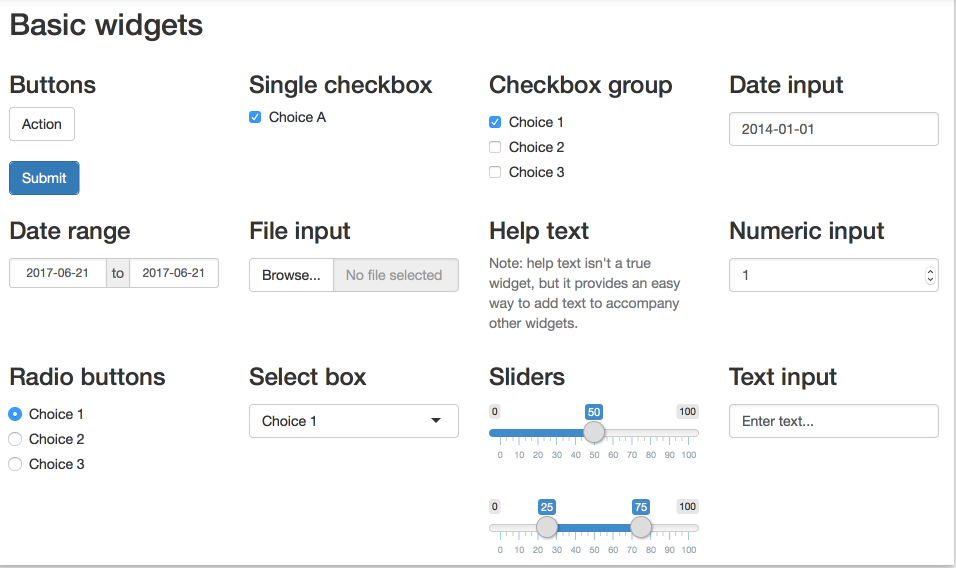 Basic widgets
Buttons
Action
Submit
Single checkbox
Choice A
Checkbox group
Choice 1
Choice 2
Choice 3
Date input
2014-01-01
Date range
2017-06-21 to 2017-06-21
File input
Browse... No file selected
Help text
Note: help text isn't a true
widget, but it provides an easy
way to add text to accompany
other widgets.
Numeric input
1
Radio buttons
Choice 1
Choice 2
Choice 3
Select box
Choice 1
Sliders
0 50 100
0 10 20 30 40 50 60 70 80 90 100
0 25 75 100
0 10 20 30 40 50 60 70 80 90 100
Text input
Enter text...